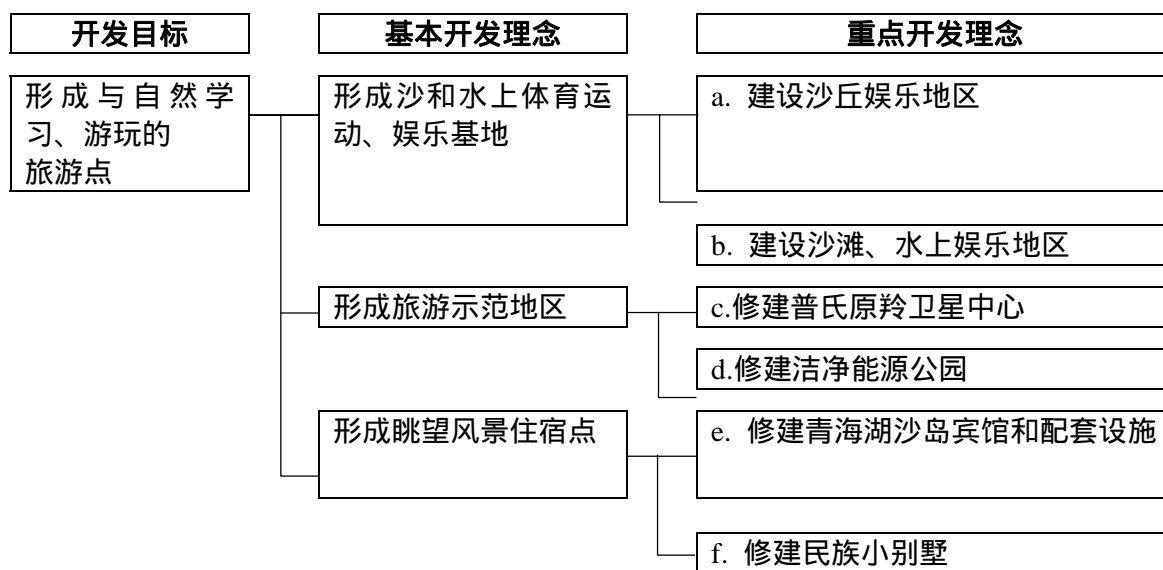 开发目标
基本开发理念
重点开发理念
形成与自然学
习、游玩的
旅游点
形成沙和水上体育运
动、娱乐基地
a. 建设沙丘娱乐地区
b. 建设沙滩、水上娱乐地区
形成旅游示范地区
c.修建普氏原羚卫星中心
d.修建洁净能源公园
形成眺望风景住宿点
e. 修建青海湖沙岛宾馆和配套设施
f. 修建民族小别墅